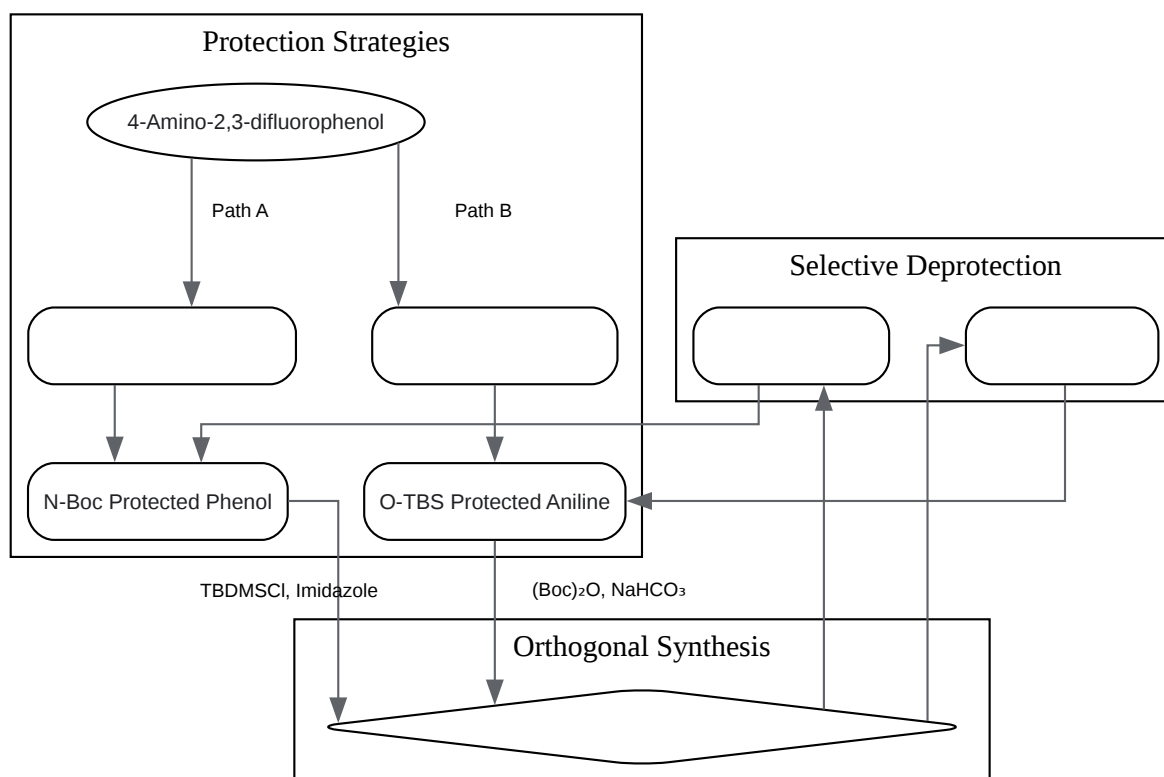 Protection Strategies
4-Amino-2,3-difluorophenol
Path A
Path B
Selective Deprotection
N-Boc Protected Phenol
O-TBS Protected Aniline
TBDMSCl, Imidazole
(Boc)₂O, NaHCO₃
Orthogonal Synthesis